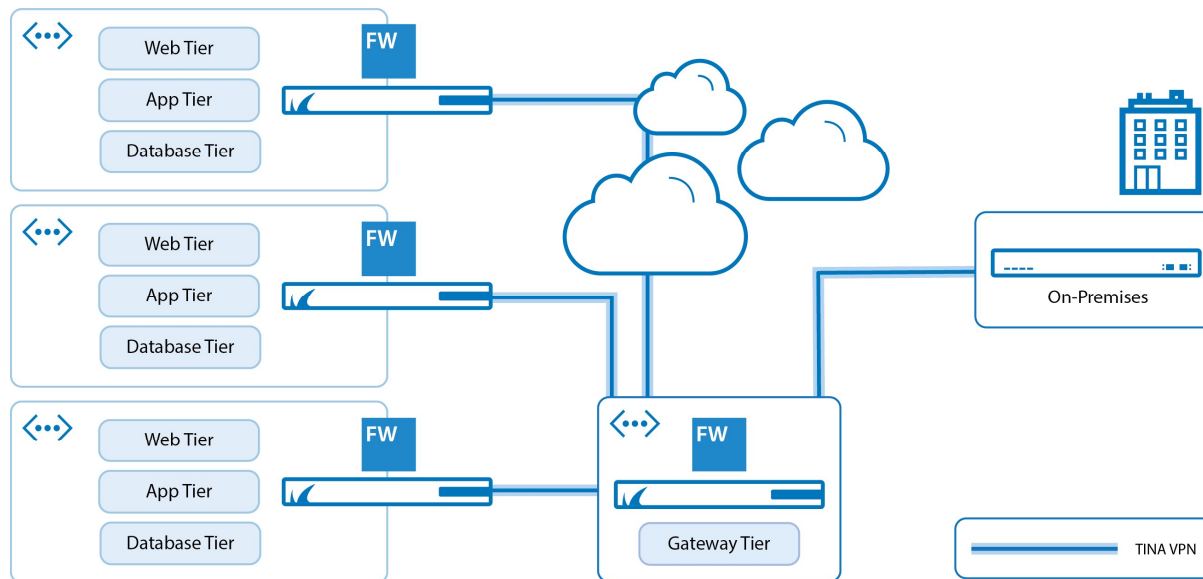 FW
Web Tier
App Tier
Database Tier
FW
Web Tier
App Tier
Database Tier
On-Premises
FW
Web Tier
App Tier
Database Tier
FW
Gateway Tier
TINA VPN